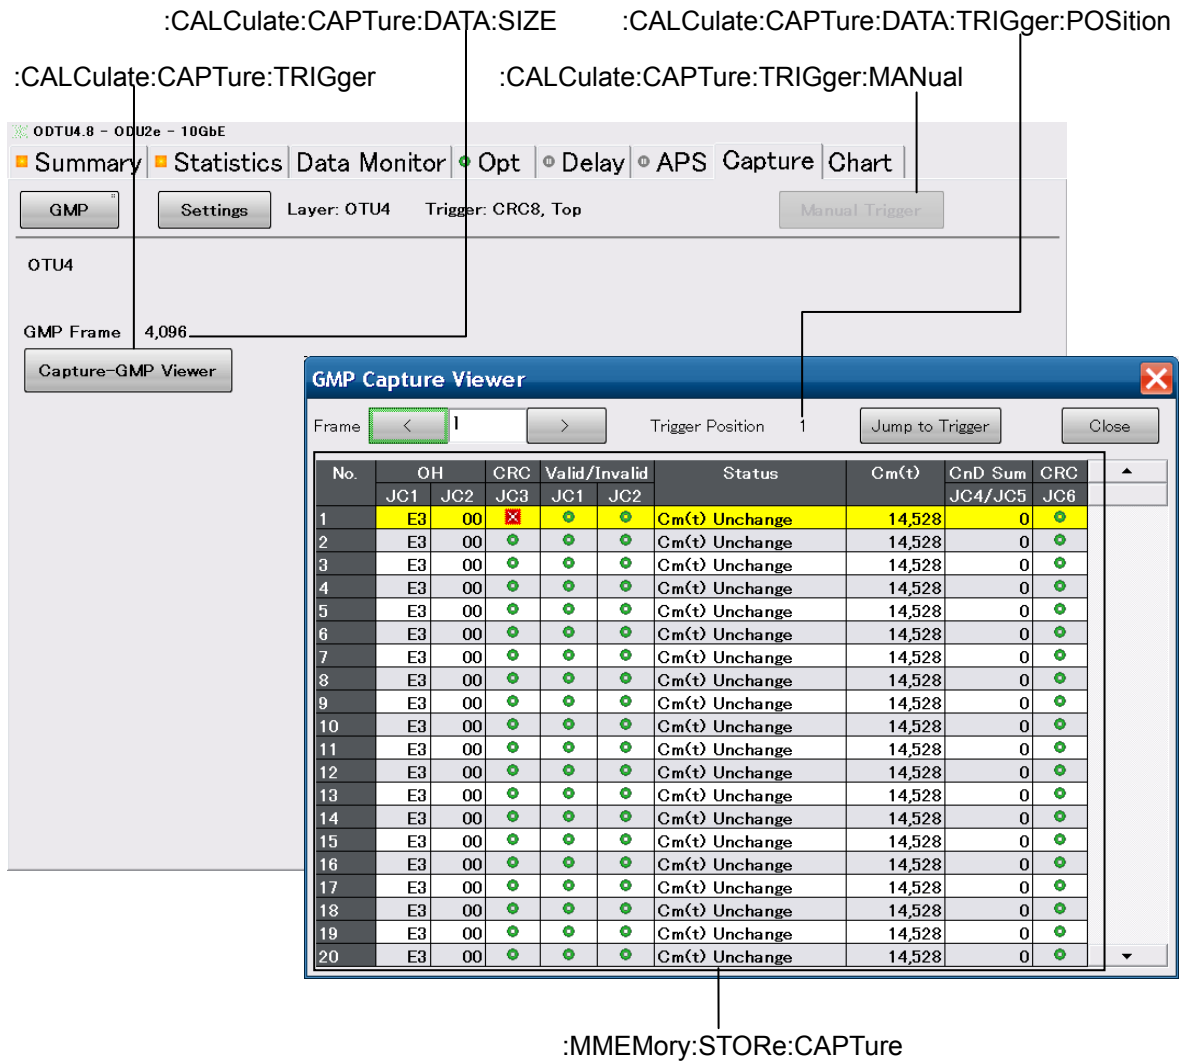 :CALCulate:CAPTure:DATA:SIZE :CALCulate:CAPTure:DATA:TRIGger:POSition
:CALCulate:CAPTure:TRIGger :CALCulate:CAPTure:TRIGger:MANual
ODTU4.8 - ODU2e - 10GbE
Summary Statistics Data Monitor Opt Delay APS Capture Chart
GMP Settings Layer: OTU4 Trigger: CRC8, Top Manual Trigger
OTU4
GMP Frame 4,096
Capture-GMP Viewer
GMP Capture Viewer
Frame < 1 > Trigger Position 1 Jump to Trigger Close
No. OH CRC Valid/Invalid Status Cm(t) CnD Sum CRC
JC1 JC2 JC3 JC1 JC2 JC4/JC5 JC6
1 E3 00 Cm(t) Unchange 14,528 0
2 E3 00 Cm(t) Unchange 14,528 0
3 E3 00 Cm(t) Unchange 14,528 0
4 E3 00 Cm(t) Unchange 14,528 0
5 E3 00 Cm(t) Unchange 14,528 0
6 E3 00 Cm(t) Unchange 14,528 0
7 E3 00 Cm(t) Unchange 14,528 0
8 E3 00 Cm(t) Unchange 14,528 0
9 E3 00 Cm(t) Unchange 14,528 0
10 E3 00 Cm(t) Unchange 14,528 0
11 E3 00 Cm(t) Unchange 14,528 0
12 E3 00 Cm(t) Unchange 14,528 0
13 E3 00 Cm(t) Unchange 14,528 0
14 E3 00 Cm(t) Unchange 14,528 0
15 E3 00 Cm(t) Unchange 14,528 0
16 E3 00 Cm(t) Unchange 14,528 0
17 E3 00 Cm(t) Unchange 14,528 0
18 E3 00 Cm(t) Unchange 14,528 0
19 E3 00 Cm(t) Unchange 14,528 0
20 E3 00 Cm(t) Unchange 14,528 0
:MMEMory:STORe:CAPTure